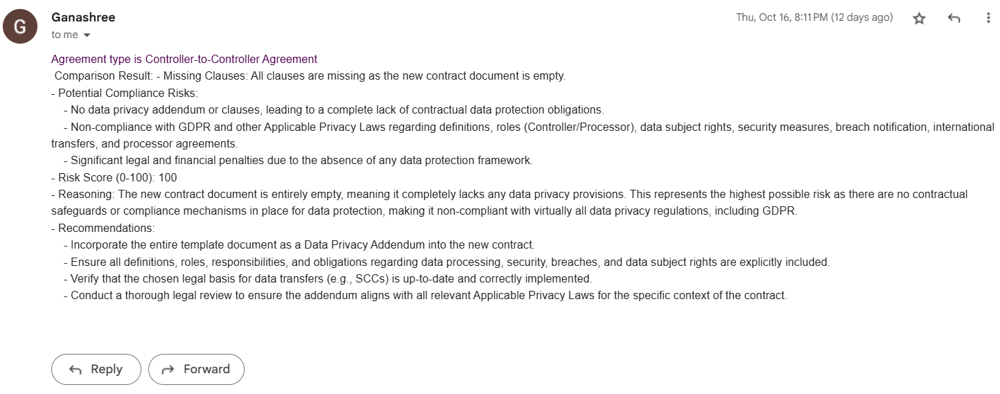 G
Ganashree
Thu, Oct 16, 8:11 PM (12 days ago)
to me
Agreement type is Controller-to-Controller Agreement
Comparison Result: - Missing Clauses: All clauses are missing as the new contract document is empty.
- Potential Compliance Risks:
- No data privacy addendum or clauses, leading to a complete lack of contractual data protection obligations.
- Non-compliance with GDPR and other Applicable Privacy Laws regarding definitions, roles (Controller/Processor), data subject rights, security measures, breach notification, international
transfers, and processor agreements.
- Significant legal and financial penalties due to the absence of any data protection framework.
- Risk Score (0-100): 100
- Reasoning: The new contract document is entirely empty, meaning it completely lacks any data privacy provisions. This represents the highest possible risk as there are no contractual
safeguards or compliance mechanisms in place for data protection, making it non-compliant with virtually all data privacy regulations, including GDPR.
- Recommendations:
- Incorporate the entire template document as a Data Privacy Addendum into the new contract.
- Ensure all definitions, roles, responsibilities, and obligations regarding data processing, security, breaches, and data subject rights are explicitly included.
- Verify that the chosen legal basis for data transfers (e.g., SCCs) is up-to-date and correctly implemented.
- Conduct a thorough legal review to ensure the addendum aligns with all relevant Applicable Privacy Laws for the specific context of the contract.
Reply
Forward